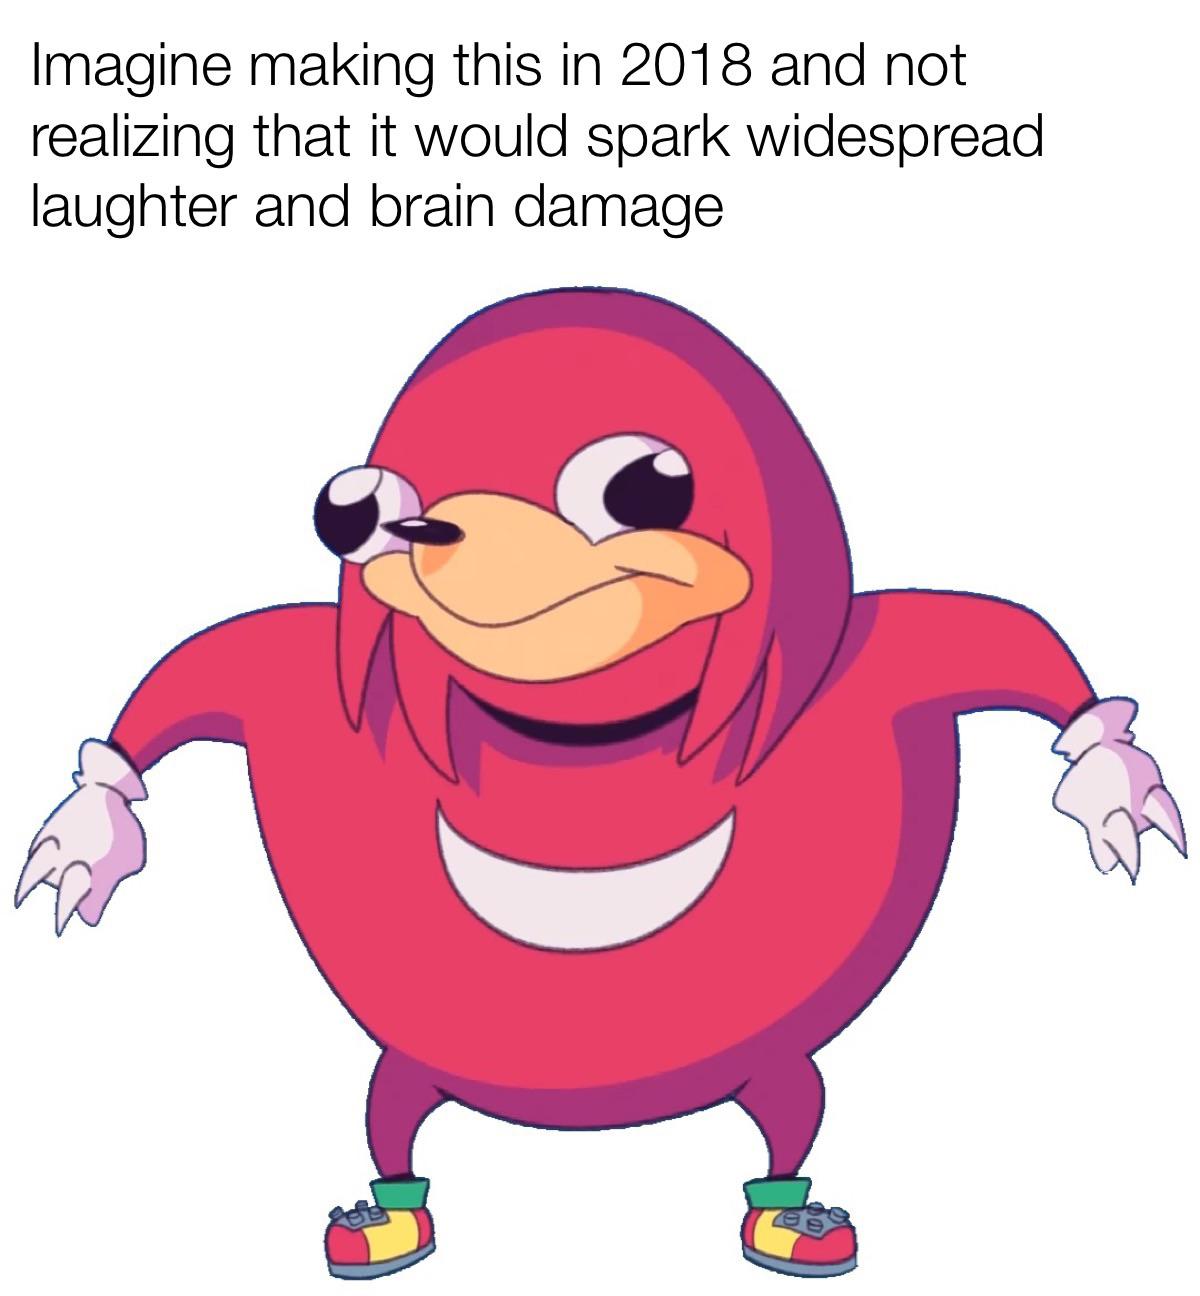 Imagine making this in 2018 and not
realizing that it would spark widespread
laughter and brain damage